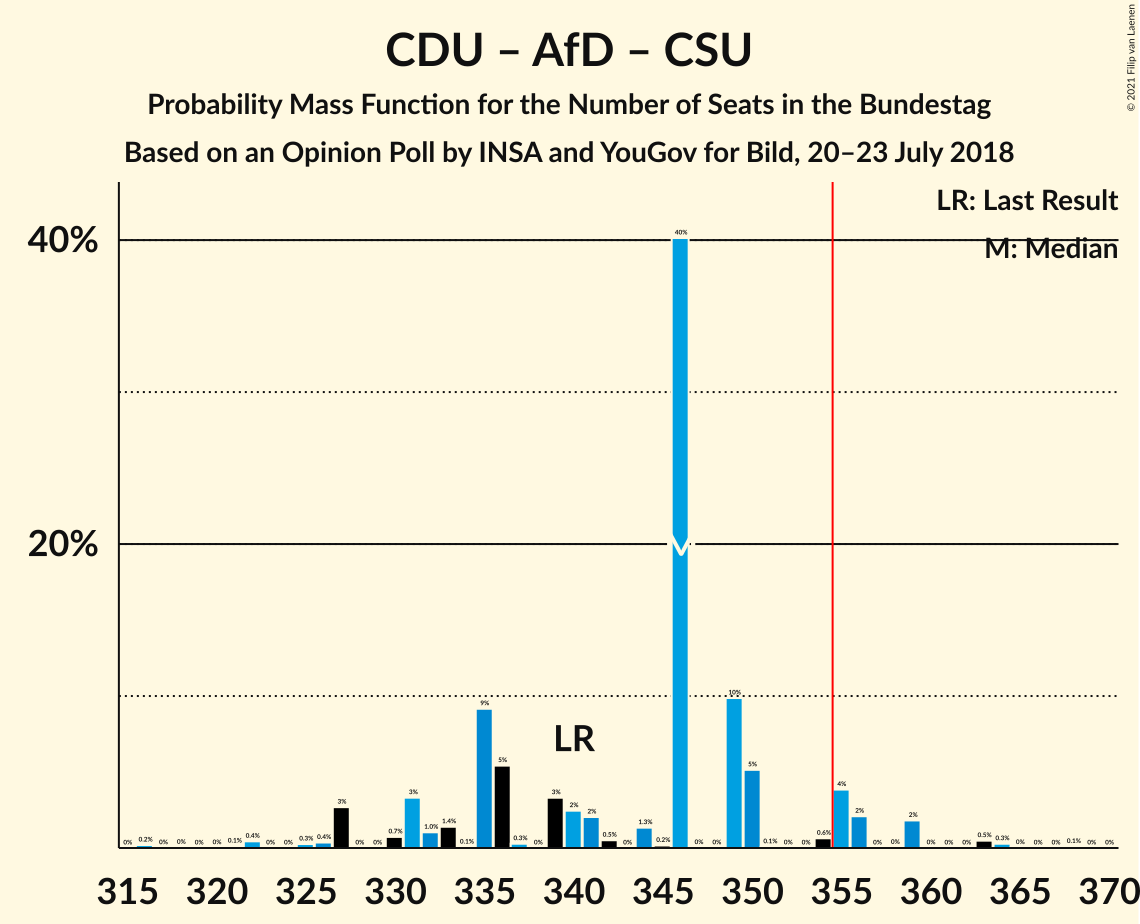 CDU – AfD – CSU
Probability Mass Function for the Number of Seats in the Bundestag
Based on an Opinion Poll by INSA and YouGov for Bild, 20–23 July 2018
© 2021 Filip van Laenen
LR: Last Result
M: Median
40%
20%
LR
0% 0.2% 0% 0% 0% 0% 0.1% 0.4% 0% 0% 0.3% 0.4% 3% 0% 0% 0.7% 3% 1.0% 1.4% 0.1% 9% 5% 0.3% 0% 3% 2% 2% 0.5% 0% 1.3% 0.2% 40% 0% 0% 10% 5% 0.1% 0% 0% 0.6% 4% 2% 0% 0% 2% 0% 0% 0% 0.5% 0.3% 0% 0% 0% 0.1% 0% 0%
315 320 325 330 335 340 345 350 355 360 365 370